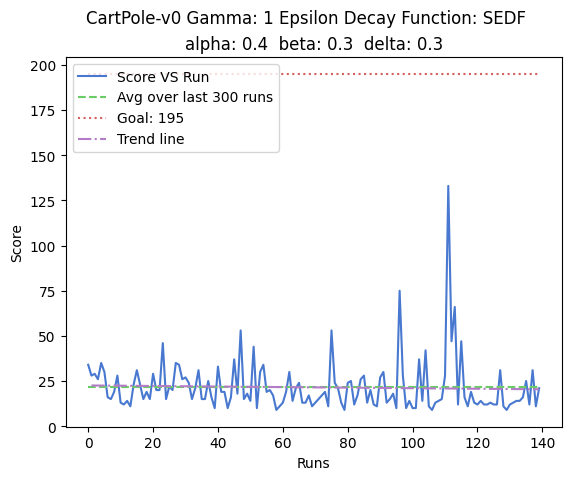 CartPole-v0 Gamma: 1 Epsilon Decay Function: SEDF
alpha: 0.4 beta: 0.3 delta: 0.3
200
175
150
125
100
75
50
25
0
Score
Score VS Run
Avg over last 300 runs
Goal: 195
Trend line
0 20 40 60 80 100 120 140
Runs